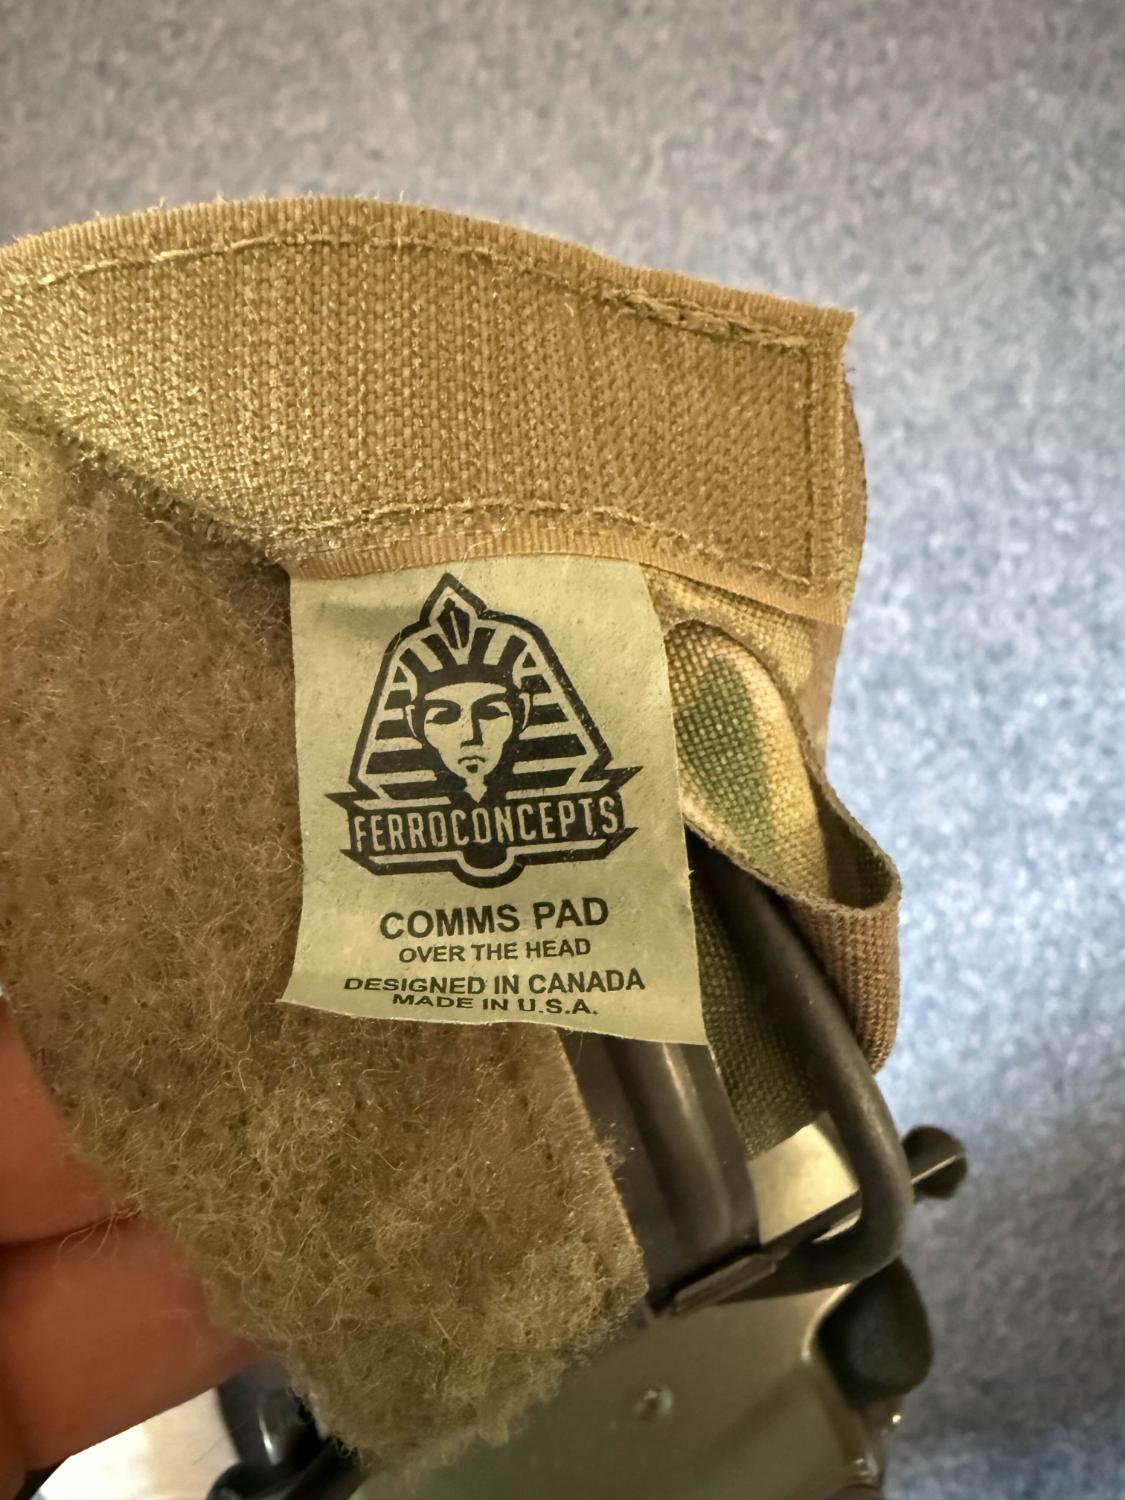 FERROCONCEPTS
COMMS PAD
OVER THE HEAD
DESIGNED IN CANADA
MADE IN U.S.A.